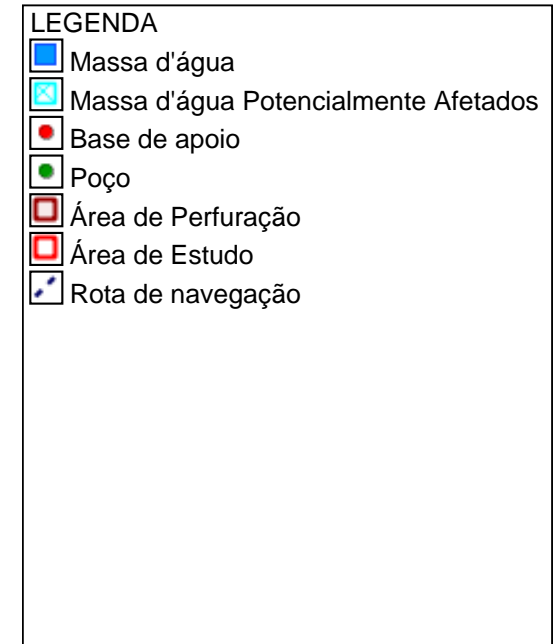 LEGENDA
Massa d'água
Massa d'água Potencialmente Afetados
Base de apoio
Poço
Área de Perfuração
Área de Estudo
Rota de navegação